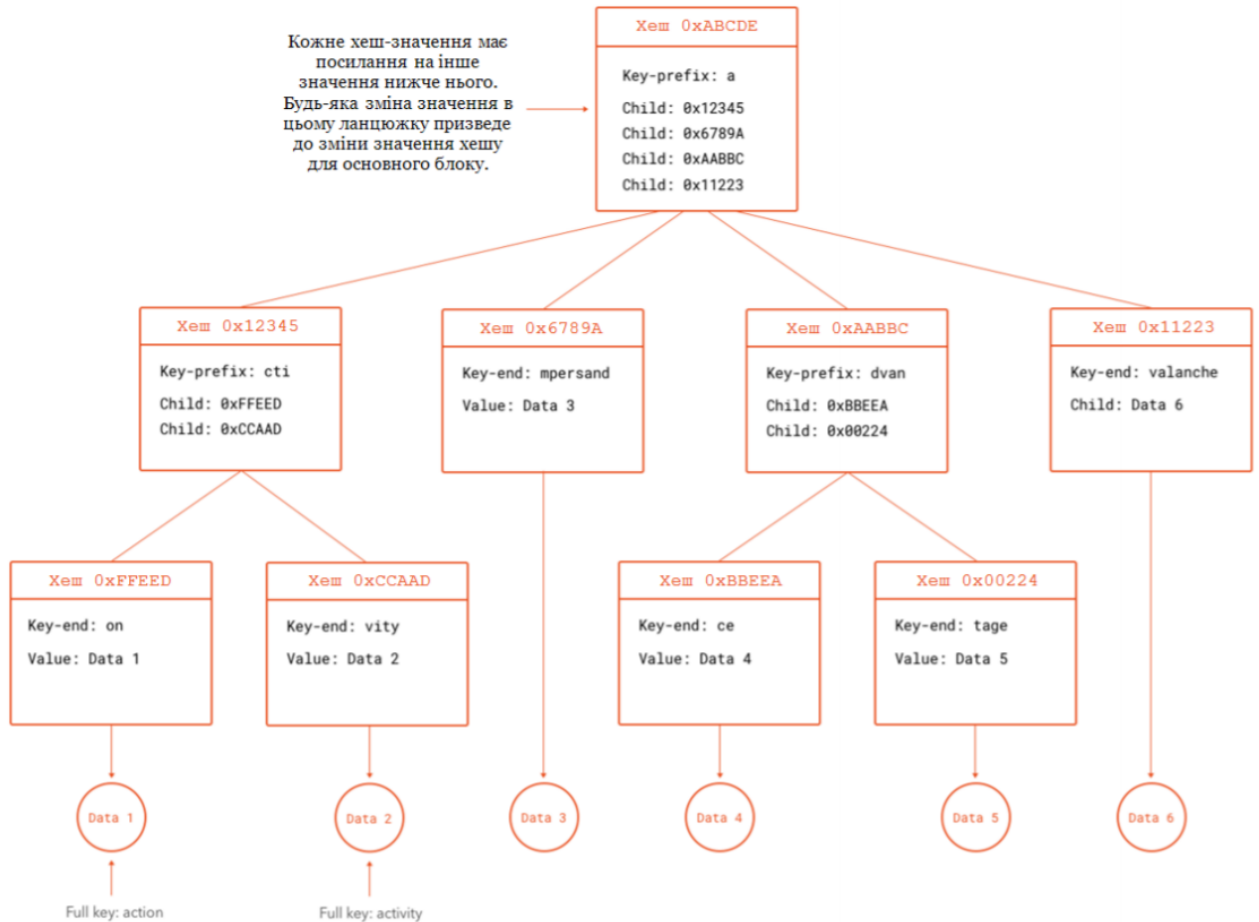 Хеш 0xABCDE
Кожне хеш-значення має
посилання на інше
значення нижче нього.
Будь-яка зміна значення в
цьому ланцюжку призведе
до зміни значення хешу
для основного блоку.
Key-prefix: a
Child: 0x12345
Child: 0x6789A
Child: 0xAABBC
Child: 0x11223
Хеш 0x12345
Key-prefix: cti
Child: 0xFFEED
Child: 0xCCAAD
Хеш 0x6789A
Key-end: mpersand
Value: Data 3
Хеш 0xAABBC
Key-prefix: dvan
Child: 0xBBEEA
Child: 0x00224
Хеш 0x11223
Key-end: valanche
Child: Data 6
Хеш 0xFFEED
Key-end: on
Value: Data 1
Хеш 0xCCAAD
Key-end: vity
Value: Data 2
Хеш 0xBBEEA
Key-end: ce
Value: Data 4
Хеш 0x00224
Key-end: tage
Value: Data 5
Data 1
Data 2
Data 3
Data 4
Data 5
Data 6
Full key: action
Full key: activity